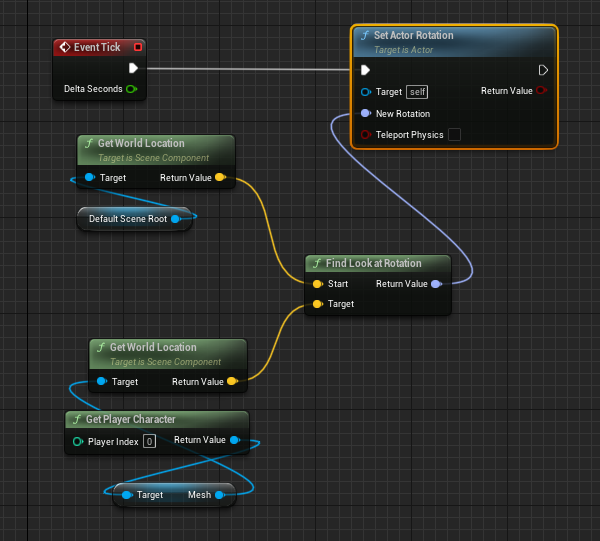 Event Tick
Delta Seconds
Set Actor Rotation
Target is Actor
Target self
Return Value
New Rotation
Teleport Physics
Get World Location
Target is Scene Component
Target Return Value
Default Scene Root
Find Look at Rotation
Start Return Value
Target
Get World Location
Target is Scene Component
Target Return Value
Get Player Character
Player Index 0 Return Value
Target Mesh